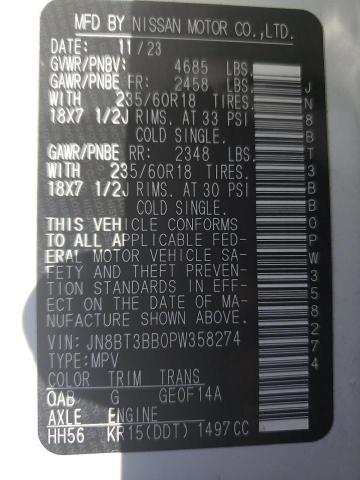 MFD BY NISSAN MOTOR CO.,LTD.
DATE: 11/23
GVWR/PNBV: 4685 LBS.
GAWR/PNBE FR: 2458 LBS.
WITH 235/60R18 TIRES.
18X7 1/2J RIMS. AT 33 PSI
COLD SINGLE.
GAWR/PNBE RR: 2348 LBS.
WITH 235/60R18 TIRES.
18X7 1/2J RIMS. AT 30 PSI
COLD SINGLE.
THIS VEHICLE CONFORMS
TO ALL APPLICABLE FED-
ERAL MOTOR VEHICLE SA-
FETY AND THEFT PREVEN-
TION STANDARDS IN EFF-
ECT ON THE DATE OF MA-
NUFACTURE SHOWN ABOVE.
VIN: JN8BT3BB0PW358274
TYPE:MPV
COLOR TRIM TRANS
QAB G GE0F14A
AXLE ENGINE
HH56 KR15(DDT) 1497CC
JN8BT3BB0PW358274